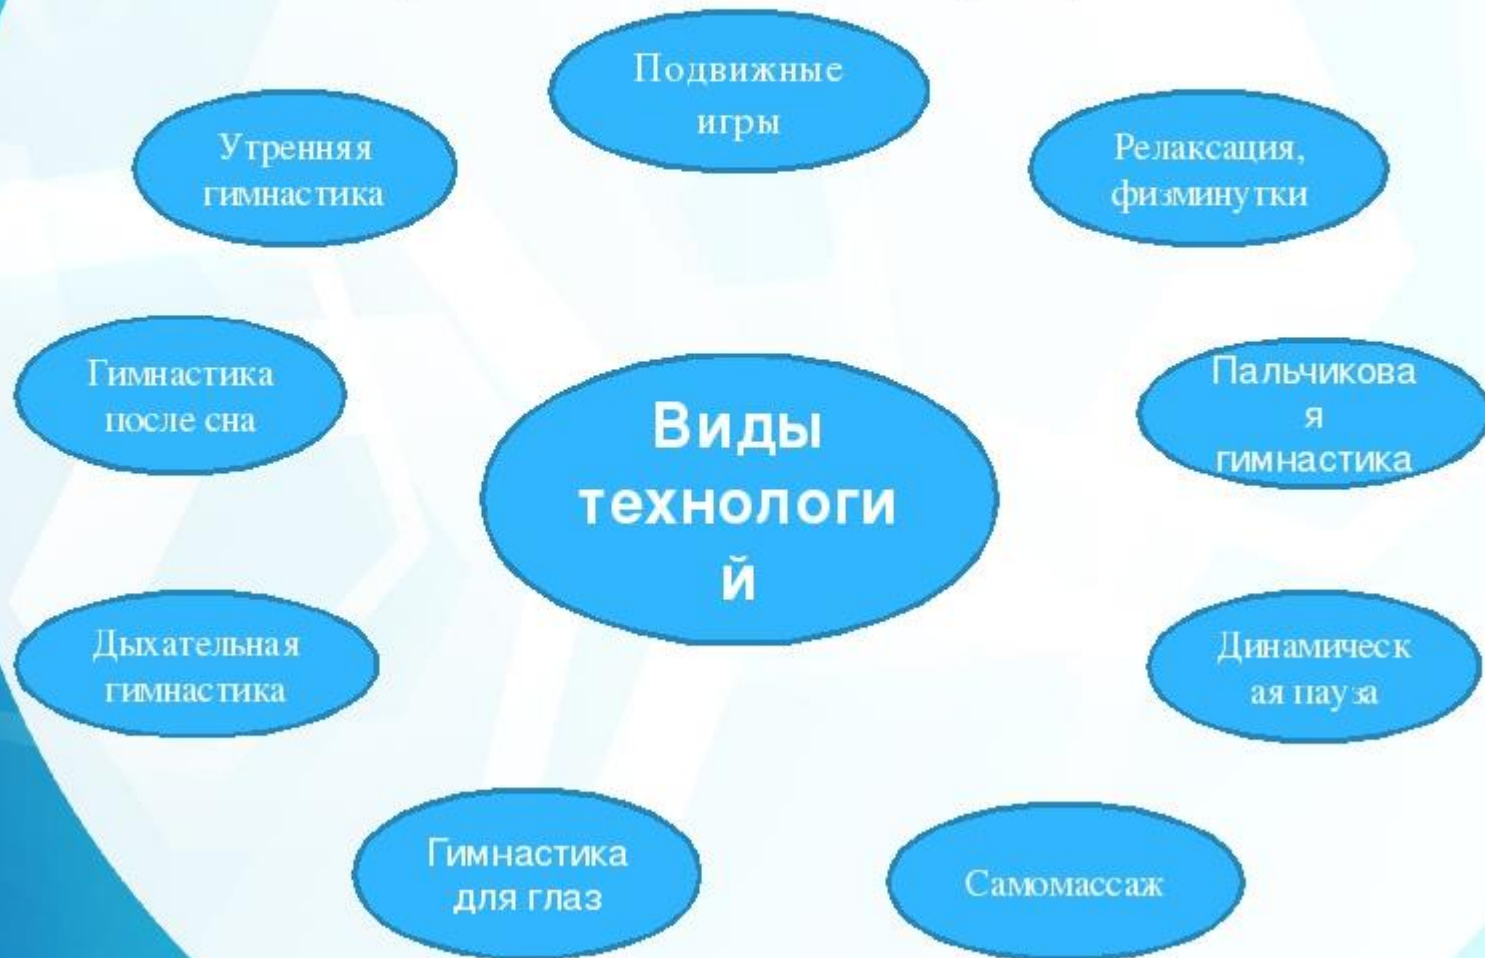 Подвижные
игры
Утренняя
гимнастика
Релаксация,
физминутки
Гимнастика
после сна
Пальчикова
я
гимнастика
Виды
технологи
й
Дыхательная
гимнастика
Динамическ
ая пауза
Гимнастика
для глаз
Самомассаж